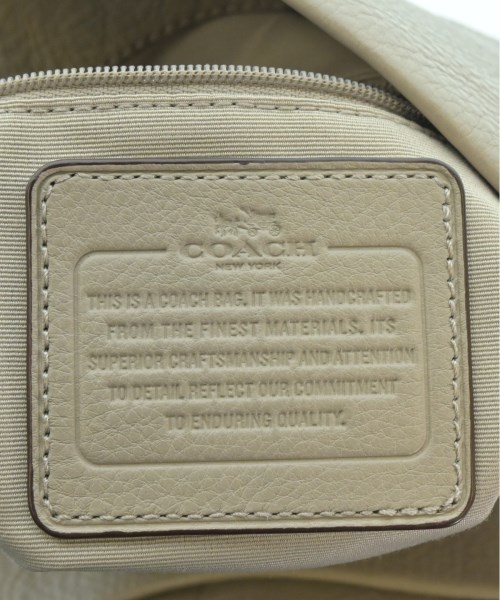 COACH
NEW YORK
THIS IS A COACH BAG. IT WAS HANDCRAFTED
FROM THE FINEST MATERIALS. ITS
SUPERIOR CRAFTSMANSHIP AND ATTENTION
TO DETAIL REFLECT OUR COMMITMENT
TO ENDURING QUALITY.